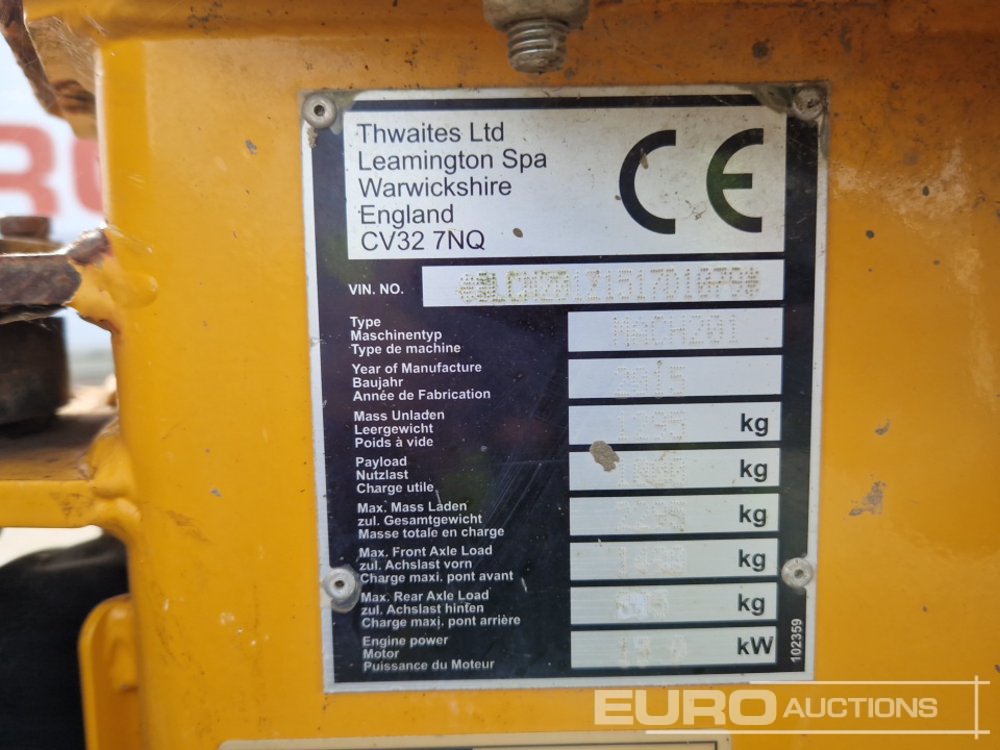 Thwaites Ltd
Leamington Spa
Warwickshire
England
CV32 7NQ
CE
VIN. NO.
Type
Maschinentyp
Type de machine
MACH201
Year of Manufacture
Baujahr
Année de Fabrication
2015
Mass Unladen
Leergewicht
Poids à vide
kg
Payload
Nutzlast
Charge utile
kg
Max. Mass Laden
zul. Gesamtgewicht
Masse totale en charge
kg
Max. Front Axle Load
zul. Achslast vorn
Charge maxi. pont avant
kg
Max. Rear Axle Load
zul. Achslast hinten
Charge maxi. pont arrière
kg
Engine power
Motor
Puissance du Moteur
kW
102359
EURO AUCTIONS